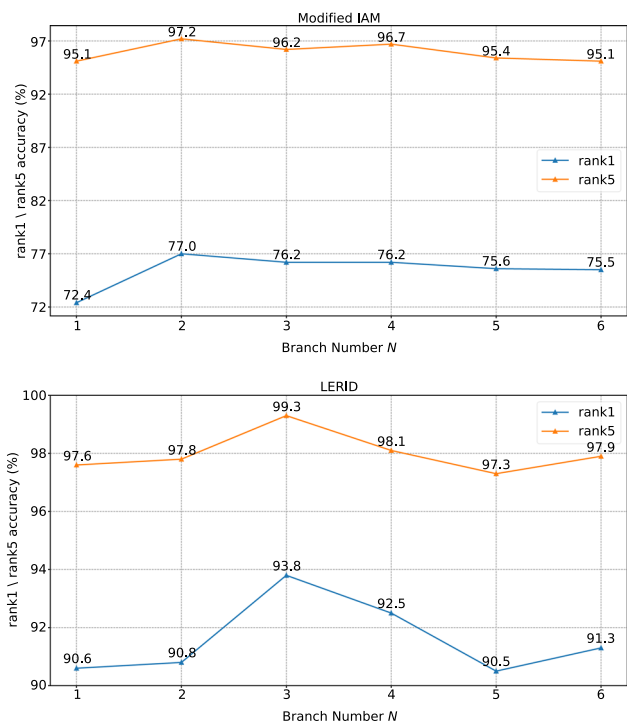 Modified IAM
97
92
87
82
77
72
rank1 \ rank5 accuracy (%)
95.1 97.2 96.2 96.7 95.4 95.1
rank1
rank5
72.4 77.0 76.2 76.2 75.6 75.5
1 2 3 4 5 6
Branch Number N
LERID
100
98
96
94
92
90
rank1 \ rank5 accuracy (%)
rank1
rank5
97.6 97.8 99.3 98.1 97.3 97.9
90.6 90.8 93.8 92.5 90.5 91.3
1 2 3 4 5 6
Branch Number N